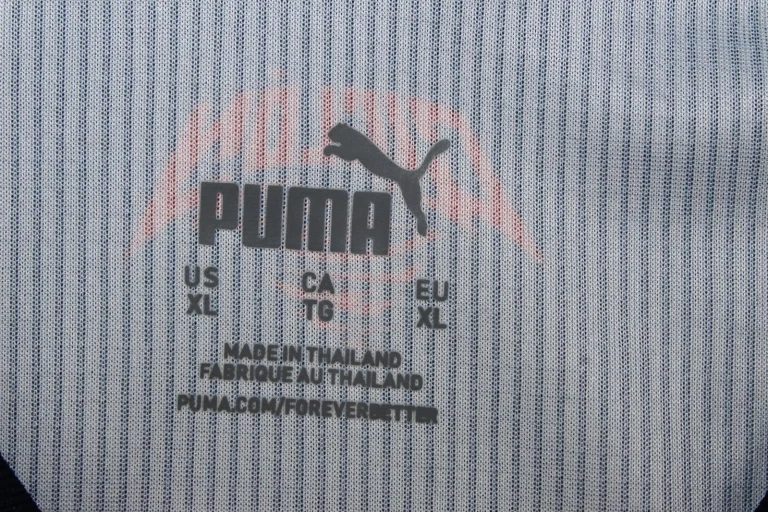 PUMA
US CA EU
XL TG XL
MADE IN THAILAND
FABRIQUE AU THAILAND
PUMA.COM/FOREVERBETTER